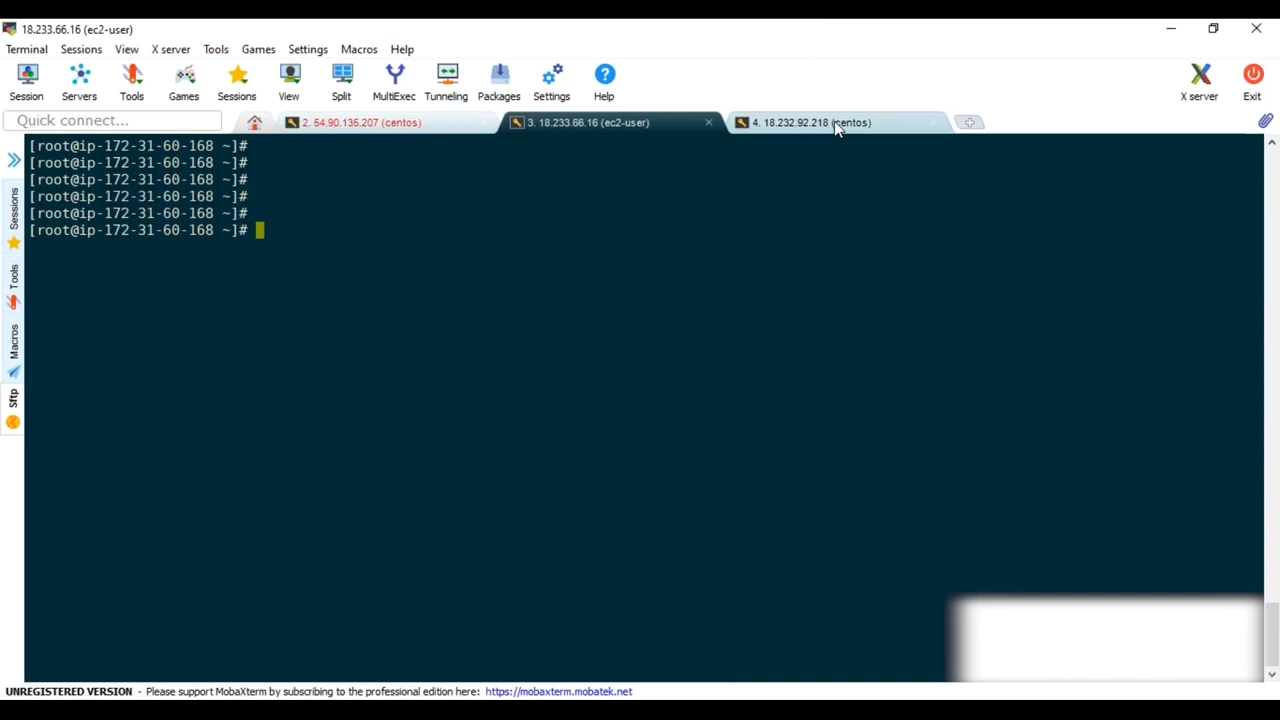 18.233.66.16 (ec2-user)
Terminal Sessions View X server Tools Games Settings Macros Help
Session Servers Tools Games Sessions View Split MultiExec Tunneling Packages Settings Help X server Exit
Quick connect... 2. 54.90.135.207 (centos) 3. 18.233.66.16 (ec2-user) 4. 18.232.92.218 (centos)
[root@ip-172-31-60-168 ~]#
[root@ip-172-31-60-168 ~]#
[root@ip-172-31-60-168 ~]#
[root@ip-172-31-60-168 ~]#
[root@ip-172-31-60-168 ~]#
[root@ip-172-31-60-168 ~]#
Sessions
Tools
Macros
Sftp
UNREGISTERED VERSION - Please support MobaXterm by subscribing to the professional edition here: https://mobaxterm.mobatek.net